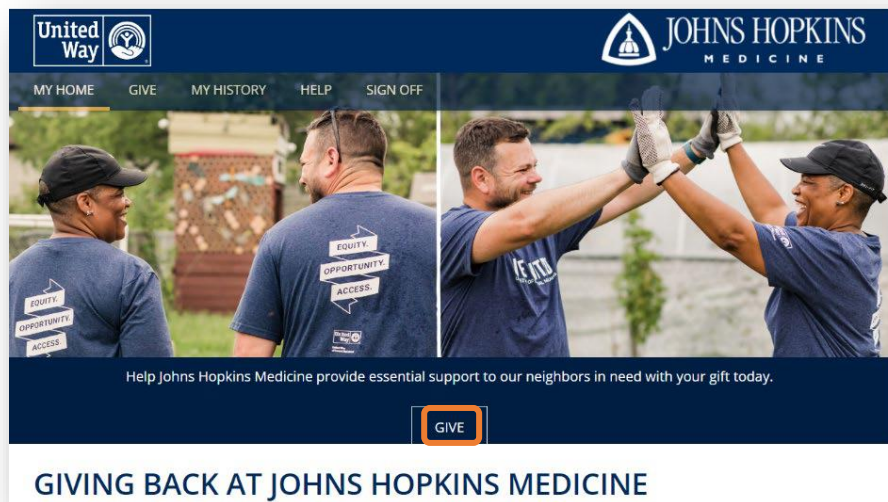 United
Way
JOHNS HOPKINS
MEDICINE
MY HOME GIVE MY HISTORY HELP SIGN OFF
EQUITY.
OPPORTUNITY.
ACCESS
EQUITY.
OPPORTUNITY.
ACCESS.
United
Way
Help Johns Hopkins Medicine provide essential support to our neighbors in need with your gift today.
GIVE
GIVING BACK AT JOHNS HOPKINS MEDICINE